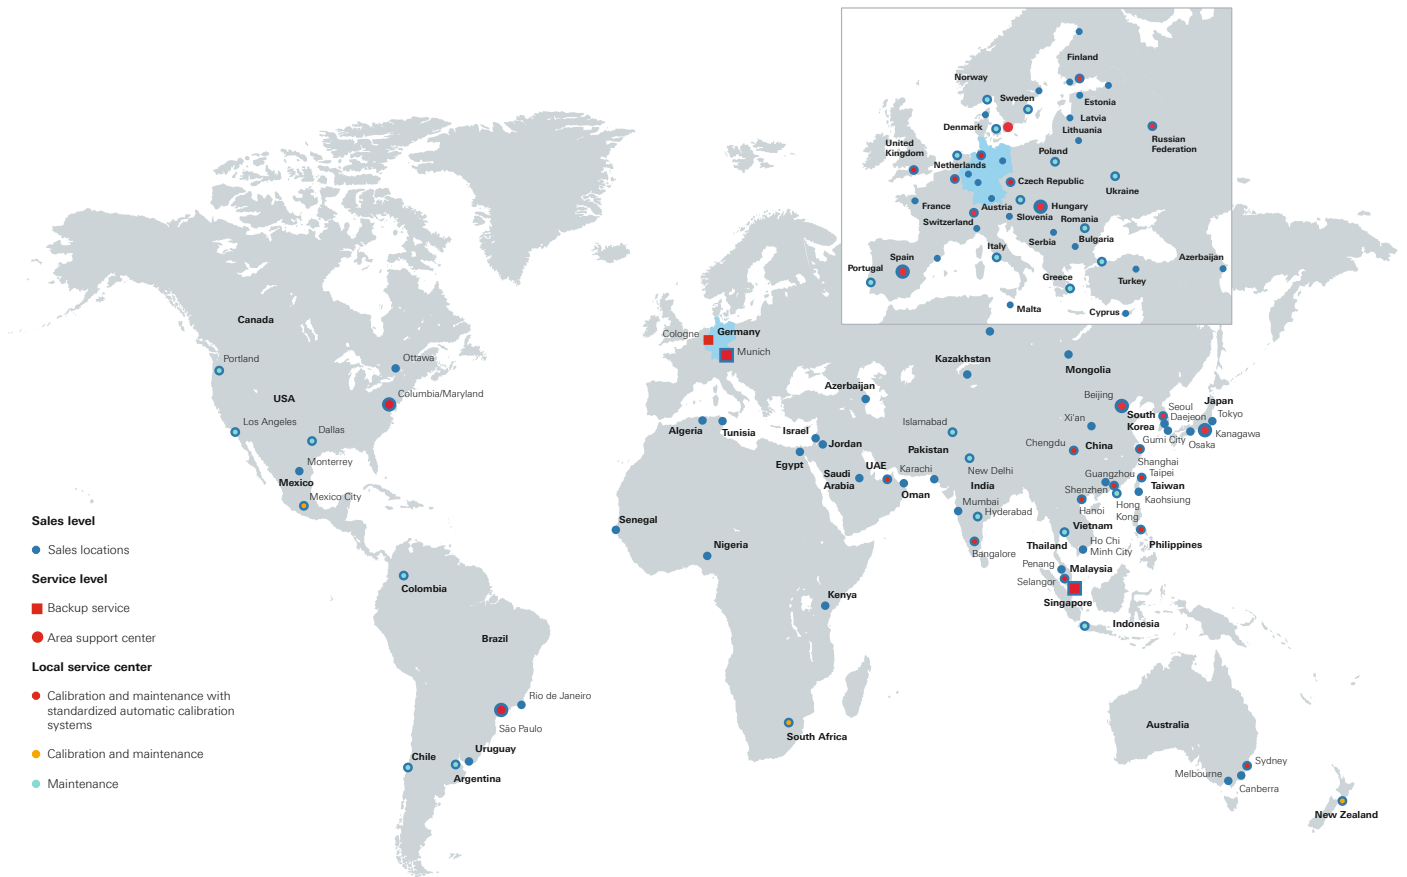 Finland
Norway
Sweden
Estonia
Latvia
Denmark
Lithuania
Russian
Federation
United
Kingdom
Poland
Netherlands
Czech Republic
Ukraine
France
Austria
Hungary
Switzerland
Slovenia
Romania
Serbia
Bulgaria
Italy
Spain
Azerbaijan
Portugal
Greece
Turkey
Malta
Cyprus
Canada
Portland
Ottawa
USA
Columbia/Maryland
Los Angeles
Dallas
Monterrey
Mexico
Mexico City
Cologne
Germany
Munich
Kazakhstan
Mongolia
Azerbaijan
Beijing
Japan
Seoul
South
Korea
Daejeon
Tokyo
Xi'an
Gumi City
Kanagawa
Osaka
Algeria
Tunisia
Israel
Jordan
Egypt
Islamabad
Pakistan
Chengdu
China
Shanghai
Saudi
Arabia
UAE
Karachi
Oman
New Delhi
India
Guangzhou
Taipei
Taiwan
Shenzhen
Kaohsiung
Hanoi
Hong
Kong
Mumbai
Hyderabad
Bangalore
Vietnam
Thailand
Ho Chi
Minh City
Philippines
Penang
Malaysia
Selangor
Singapore
Indonesia
Senegal
Nigeria
Kenya
Sales level
Sales locations
Service level
Backup service
Area support center
Local service center
Calibration and maintenance with
standardized automatic calibration
systems
Calibration and maintenance
Maintenance
Colombia
Brazil
Rio de Janeiro
São Paulo
Uruguay
Chile
Argentina
South Africa
Australia
Sydney
Melbourne
Canberra
New Zealand